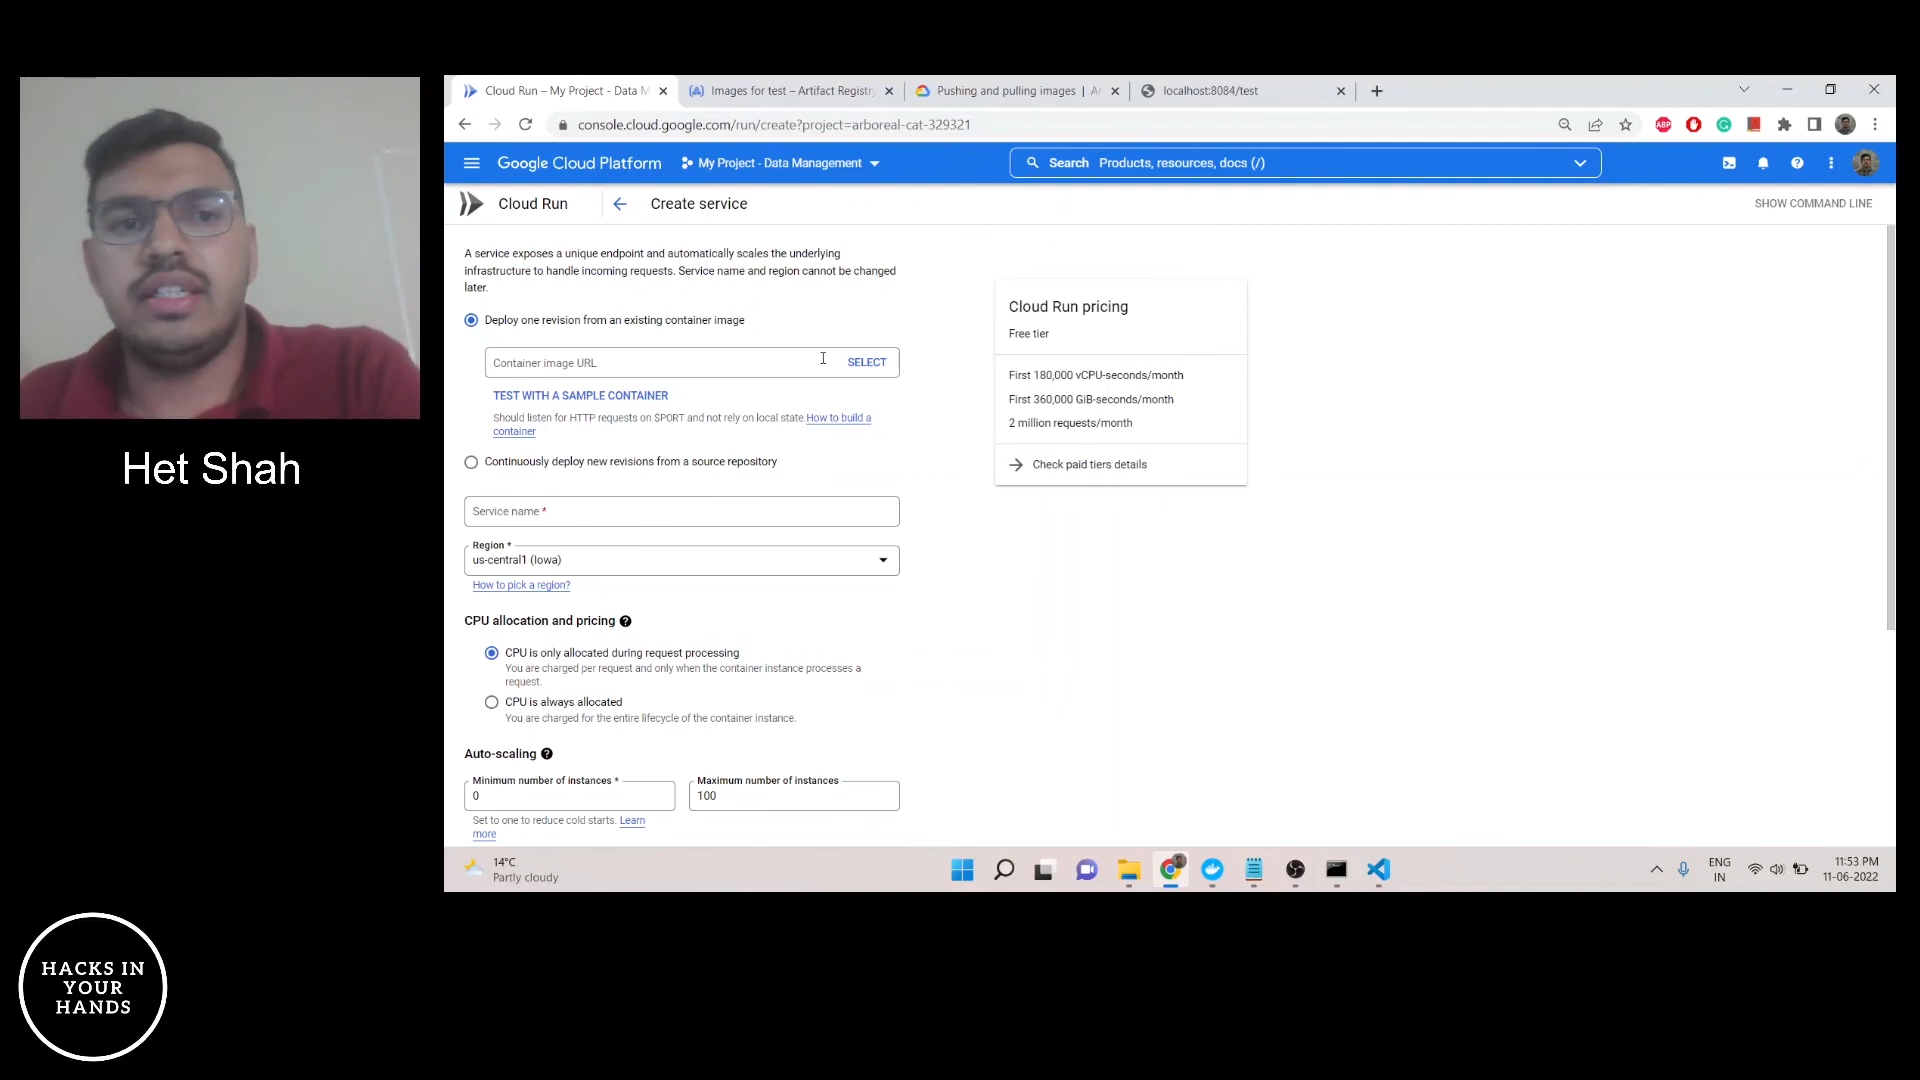 Cloud Run – My Project - Data M
Images for test – Artifact Registry
Pushing and pulling images | Ar
localhost:8084/test
console.cloud.google.com/run/create?project=arboreal-cat-329321
ABP
Google Cloud Platform
My Project - Data Management
Search Products, resources, docs (/)
Cloud Run
Create service
SHOW COMMAND LINE
A service exposes a unique endpoint and automatically scales the underlying
infrastructure to handle incoming requests. Service name and region cannot be changed
later.
Deploy one revision from an existing container image
Container image URL
SELECT
TEST WITH A SAMPLE CONTAINER
Should listen for HTTP requests on $PORT and not rely on local state. How to build a
container
Continuously deploy new revisions from a source repository
Service name *
Region *
us-central1 (Iowa)
How to pick a region?
CPU allocation and pricing
CPU is only allocated during request processing
You are charged per request and only when the container instance processes a
request.
CPU is always allocated
You are charged for the entire lifecycle of the container instance.
Auto-scaling
Minimum number of instances *
0
Maximum number of instances
100
Set to one to reduce cold starts. Learn
more
Cloud Run pricing
Free tier
First 180,000 vCPU-seconds/month
First 360,000 GiB-seconds/month
2 million requests/month
Check paid tiers details
14°C
Partly cloudy
ENG
IN
11:53 PM
11-06-2022
Het Shah
HACKS IN
YOUR
HANDS